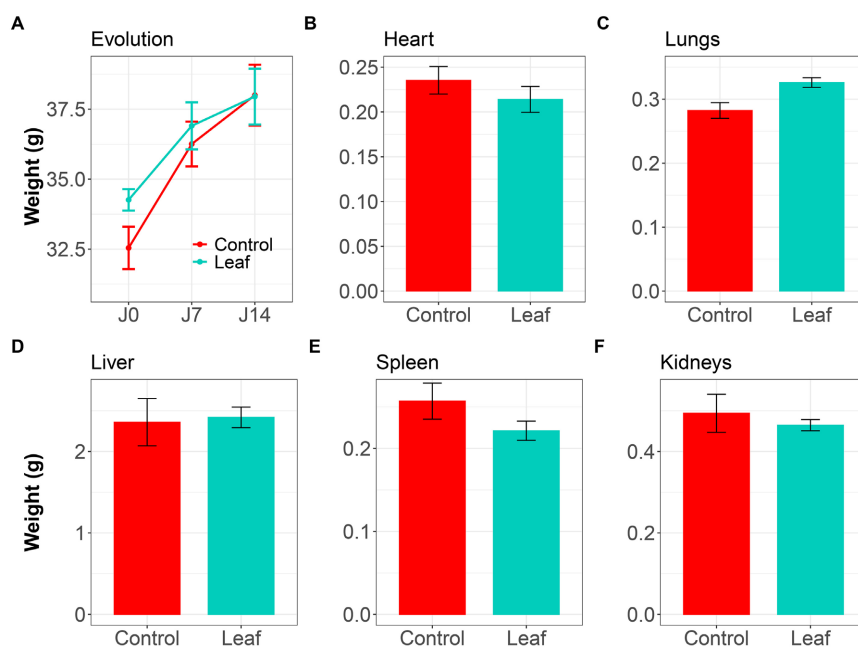 A
Evolution
Weight (g)
37.5
35.0
32.5
Control
Leaf
J0 J7 J14
B
Heart
0.25
0.20
0.15
0.10
0.05
0.00
Control Leaf
C
Lungs
0.3
0.2
0.1
0.0
Control Leaf
D
Liver
Weight (g)
2
1
0
Control Leaf
E
Spleen
0.2
0.1
0.0
Control Leaf
F
Kidneys
0.4
0.2
0.0
Control Leaf